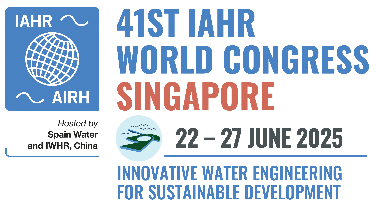 IAHR
AIRH
Hosted by
Spain Water
and IWHR, China
41ST IAHR
WORLD CONGRESS
SINGAPORE
22 – 27 JUNE 2025
INNOVATIVE WATER ENGINEERING
FOR SUSTAINABLE DEVELOPMENT